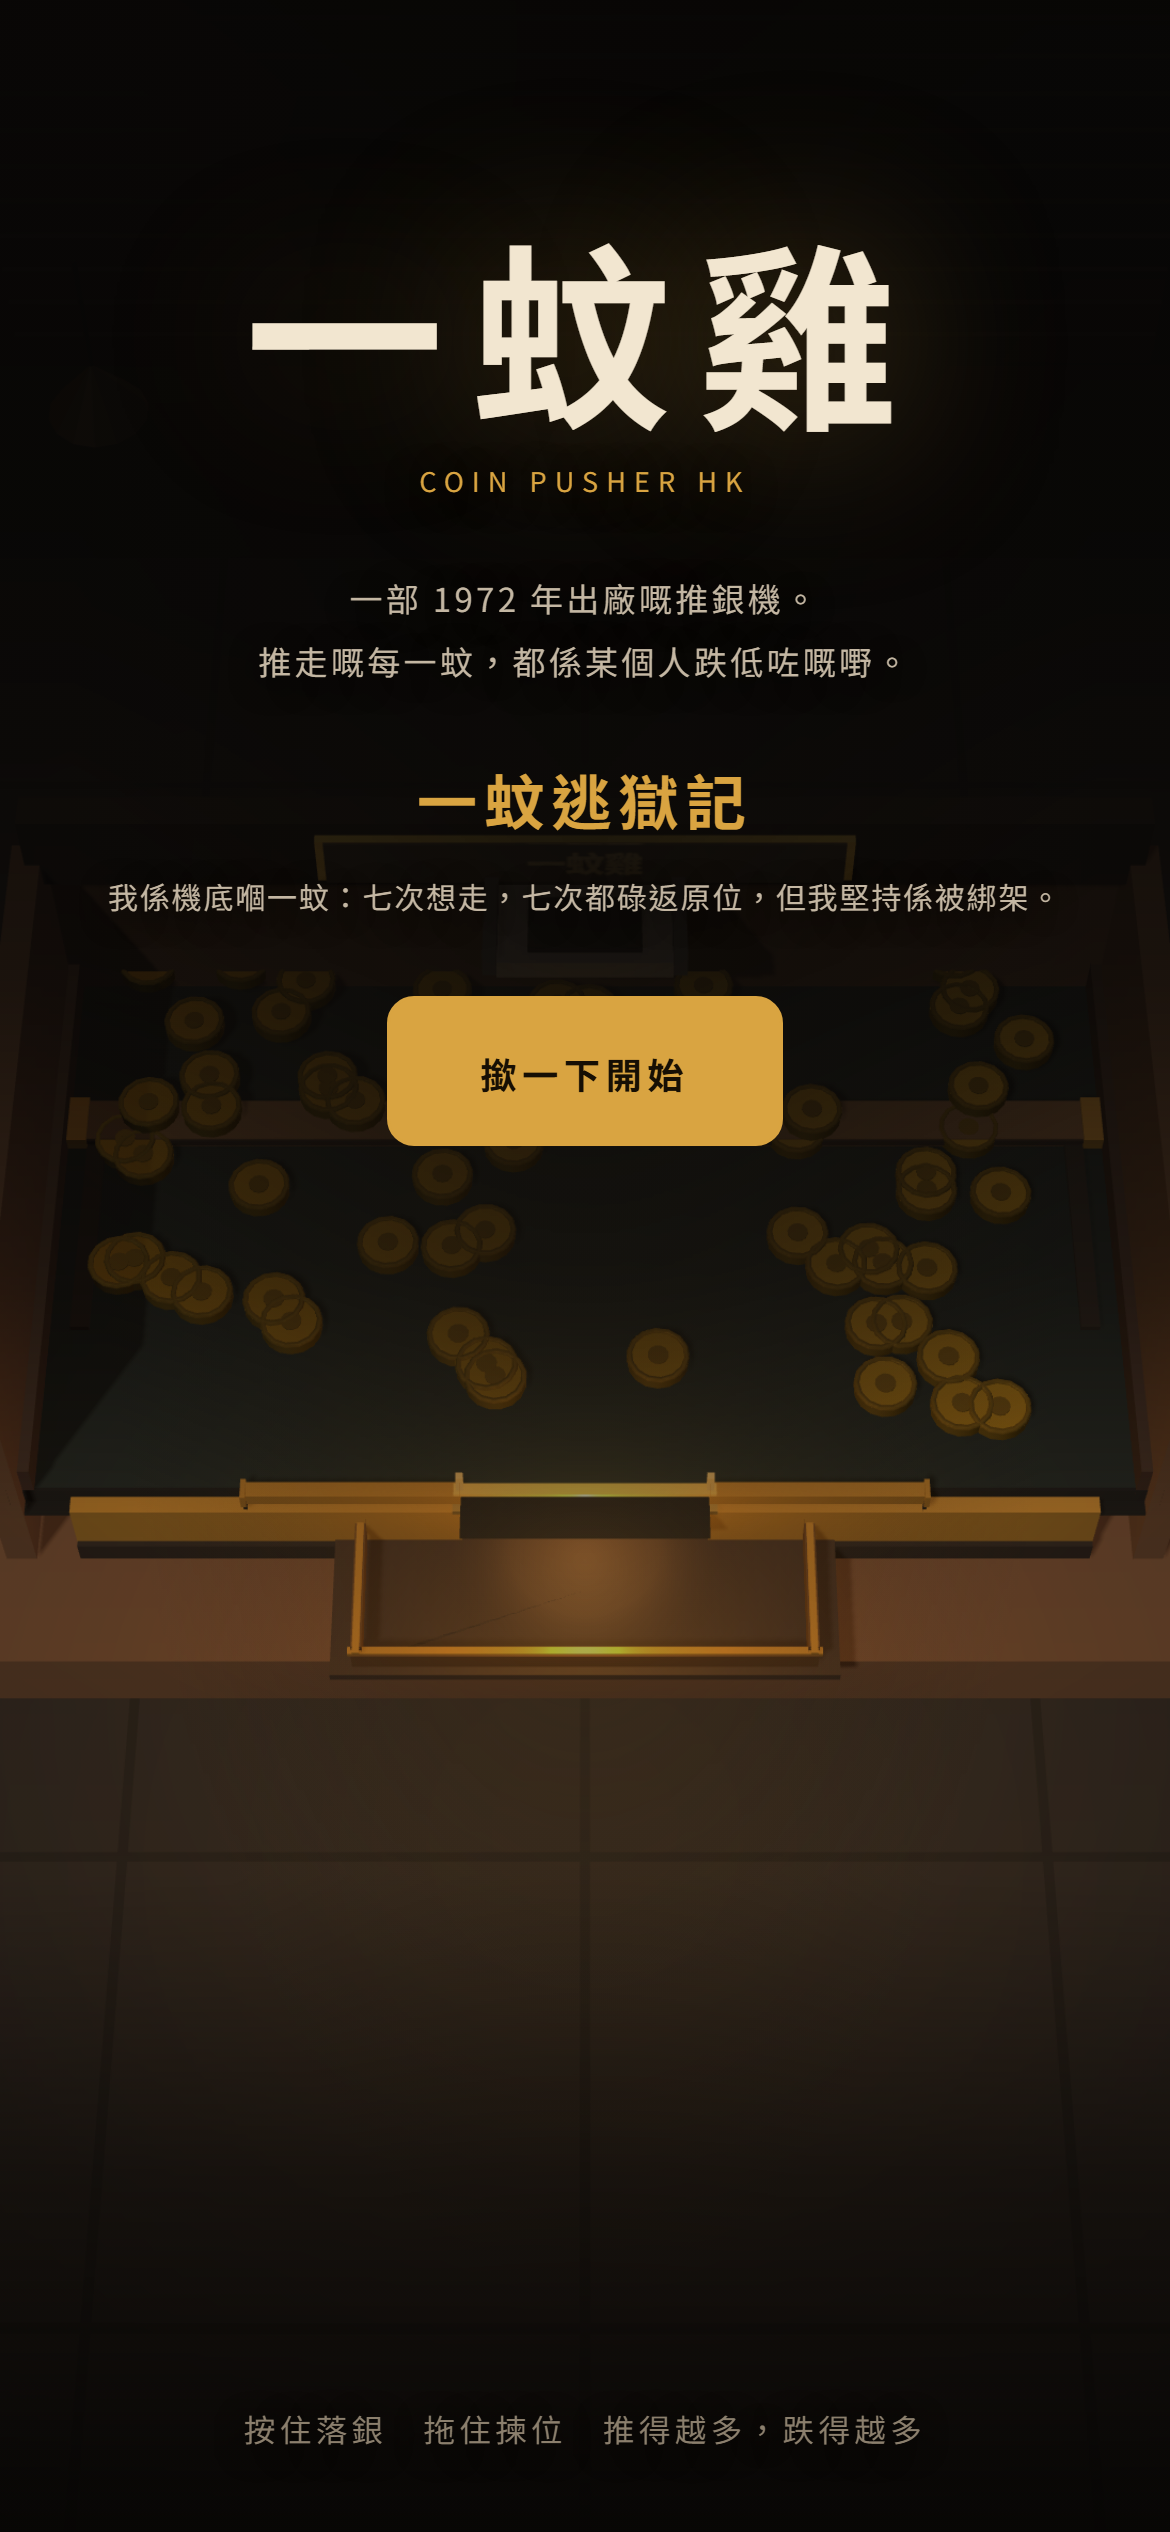 一蚊雞
COIN PUSHER HK
一部 1972 年出廠嘅推銀機。
推走嘅每一蚊，都係某個人跌低咗嘅嘢。
一蚊逃獄記
一蚊雞
我係機底嗰一蚊：七次想走，七次都碌返原位，但我堅持係被綁架。
撳一下開始
按住落銀　拖住揀位　推得越多，跌得越多